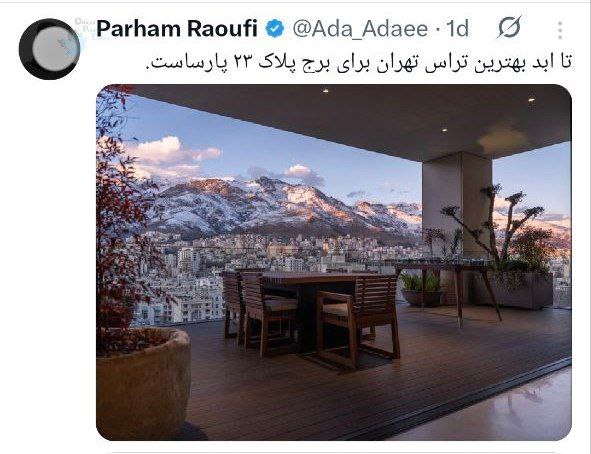 Parham Raoufi @Ada_Adaee · 1d
تا ابد بهترین تراس تهران برای برج پلاک ۲۳ پارساست.